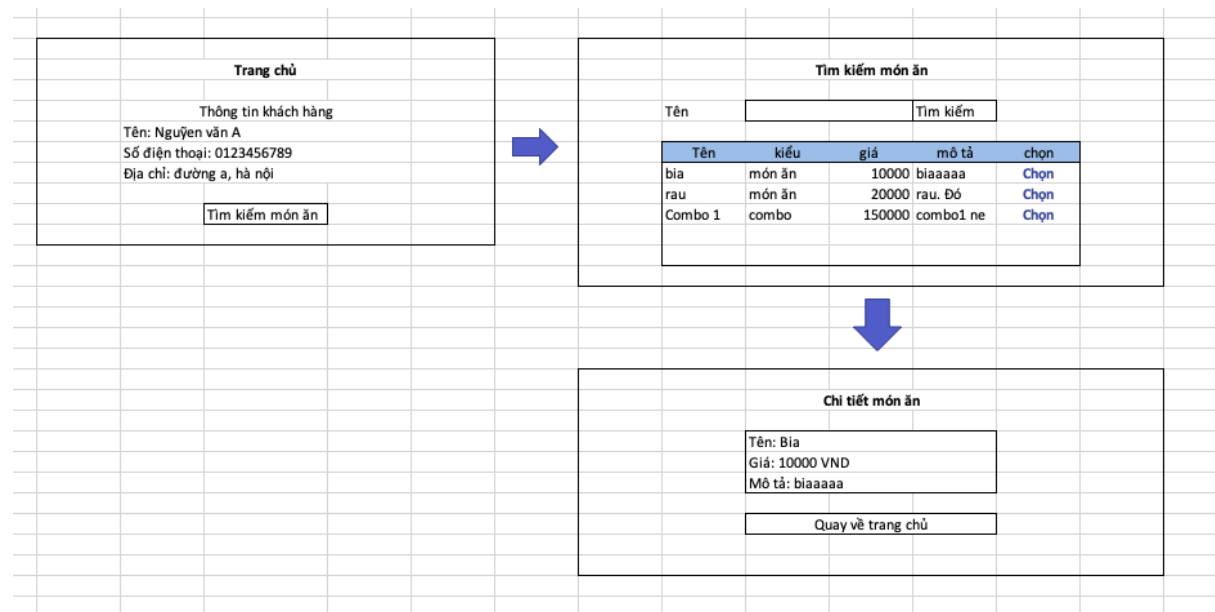 Trang chủ
Thông tin khách hàng
Tên: Nguỹen văn A
Số điện thoại: 0123456789
Địa chỉ: đường a, hà nội
Tìm kiếm món ăn
Tìm kiếm món ăn
Tên Tìm kiếm
Tên kiểu giá mô tả chọn
bia món ăn 10000 biaaaaa Chọn
rau món ăn 20000 rau. Đó Chọn
Combo 1 combo 150000 combo1 ne Chọn
Chi tiết món ăn
Tên: Bia
Giá: 10000 VND
Mô tả: biaaaaa
Quay về trang chủ